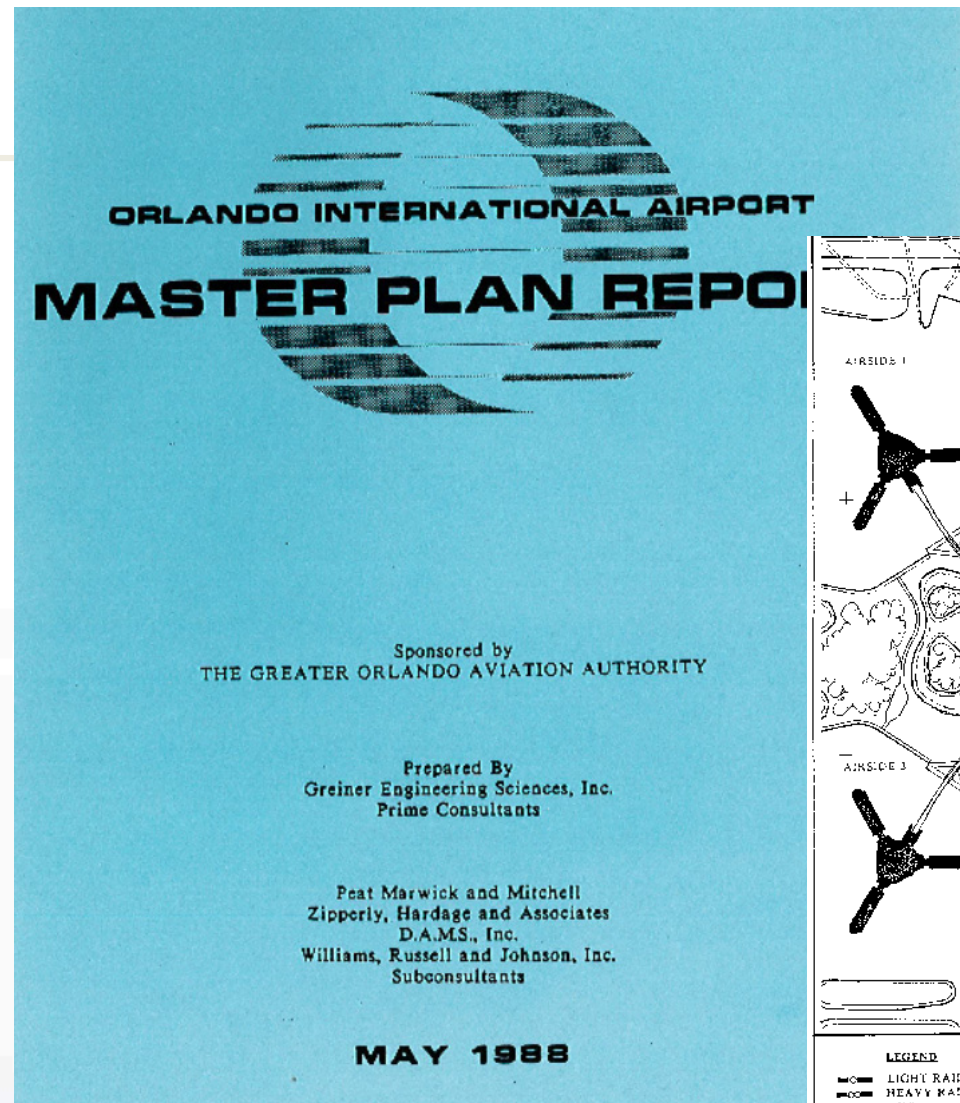 ORLANDO INTERNATIONAL AIRPORT
MASTER PLAN REPO
Sponsored by
THE GREATER ORLANDO AVIATION AUTHORITY
Prepared By
Greiner Engineering Sciences, Inc.
Prime Consultants
Peat Marwick and Mitchell
Zipperly, Hardage and Associates
D.A.M.S., Inc.
Williams, Russell and Johnson, Inc.
Subconsultants
MAY 1988
AIRSIDE 1
AIRSIDE 3
LEGEND
LIGHT RAI
HEAVY RA